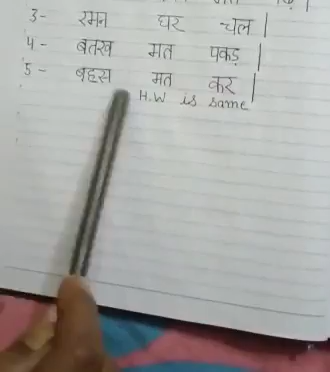 3- रमन घर चल |
4- बतख मत पकड़ |
5- बहस मत कर |
H.W is same